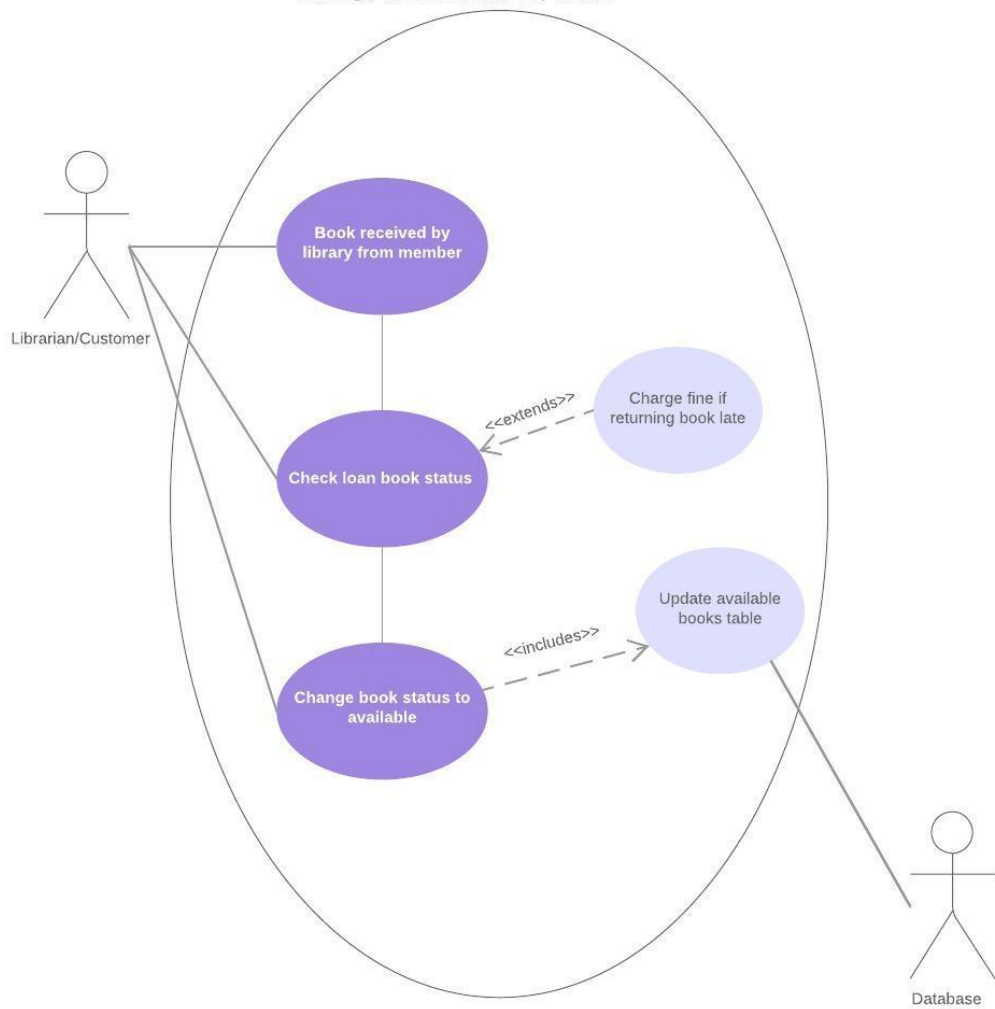 Book received by
library from member
Librarian/Customer
<<extends>>
Charge fine if
returning book late
Check loan book status
Update available
books table
<<includes>>
Change book status to
available
Database